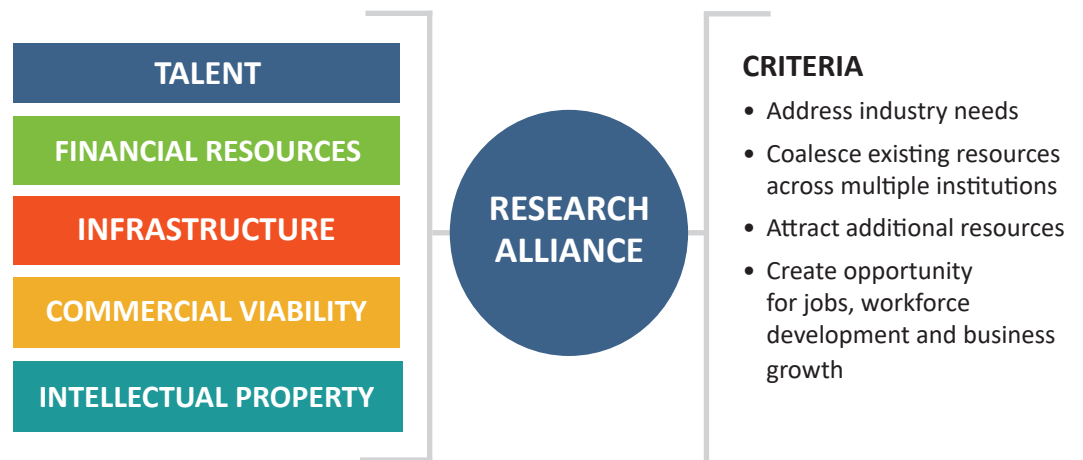 TALENT
FINANCIAL RESOURCES
INFRASTRUCTURE
COMMERCIAL VIABILITY
INTELLECTUAL PROPERTY
RESEARCH
ALLIANCE
CRITERIA
• Address industry needs
• Coalesce existing resources
across multiple institutions
• Attract additional resources
• Create opportunity
for jobs, workforce
development and business
growth